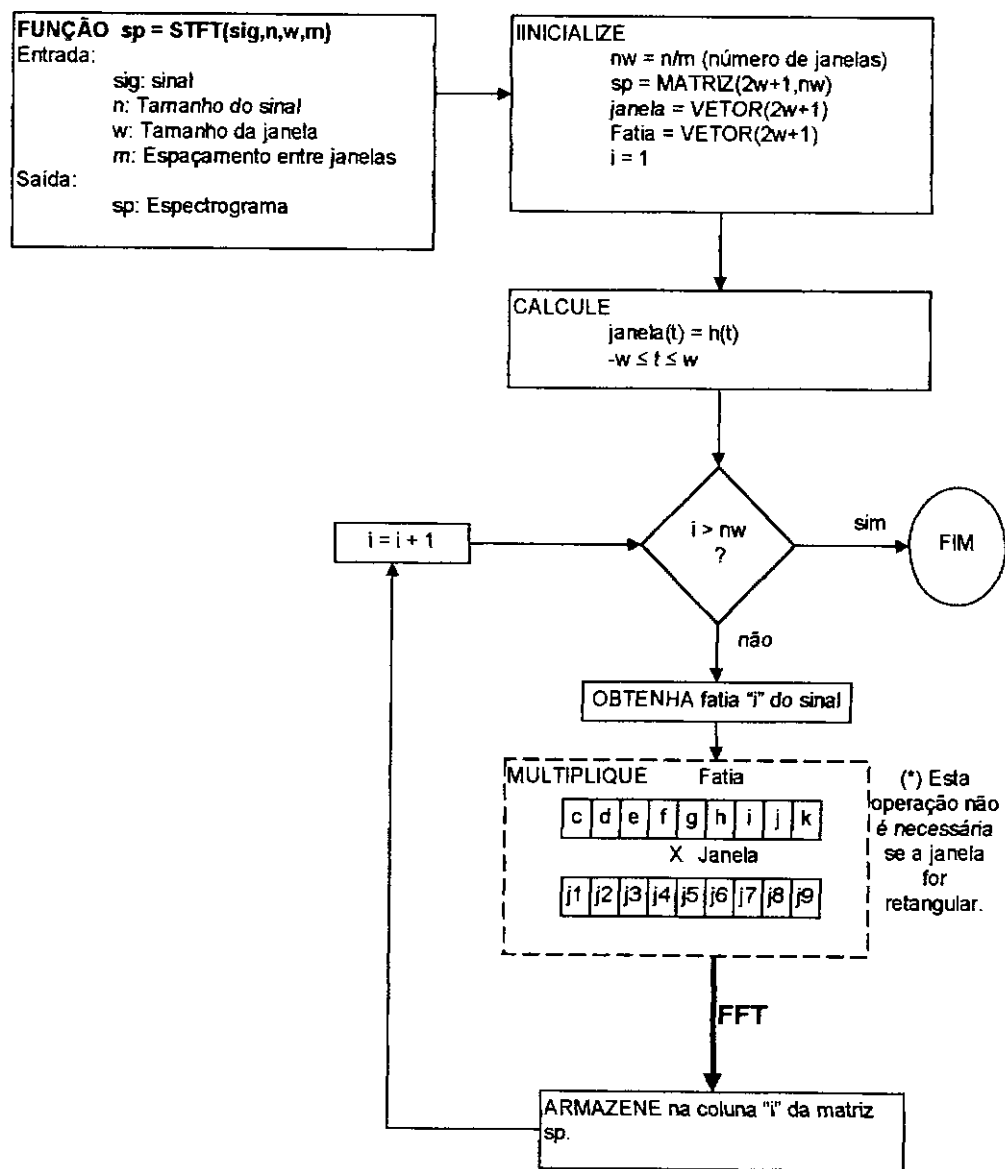 FUNÇÃO sp = STFT(sig,n,w,m)
Entrada:
sig: sinal
n: Tamanho do sinal
w: Tamanho da janela
m: Espaçamento entre janelas
Saída:
sp: Espectrograma
IINICIALIZE
nw = n/m (número de janelas)
sp = MATRIZ(2w+1,nw)
janela = VETOR(2w+1)
Fatia = VETOR(2w+1)
i = 1
CALCULE
janela(t) = h(t)
-w ≤ t ≤ w
i = i + 1
i > nw
?
sim
FIM
não
OBTENHA fatia "i" do sinal
MULTIPLIQUE Fatia
c d e f g h i j k
X Janela
j1 j2 j3 j4 j5 j6 j7 j8 j9
(*) Esta
operação não
é necessária
se a janela
for
retangular.
FFT
ARMAZENE na coluna "i" da matriz
sp.